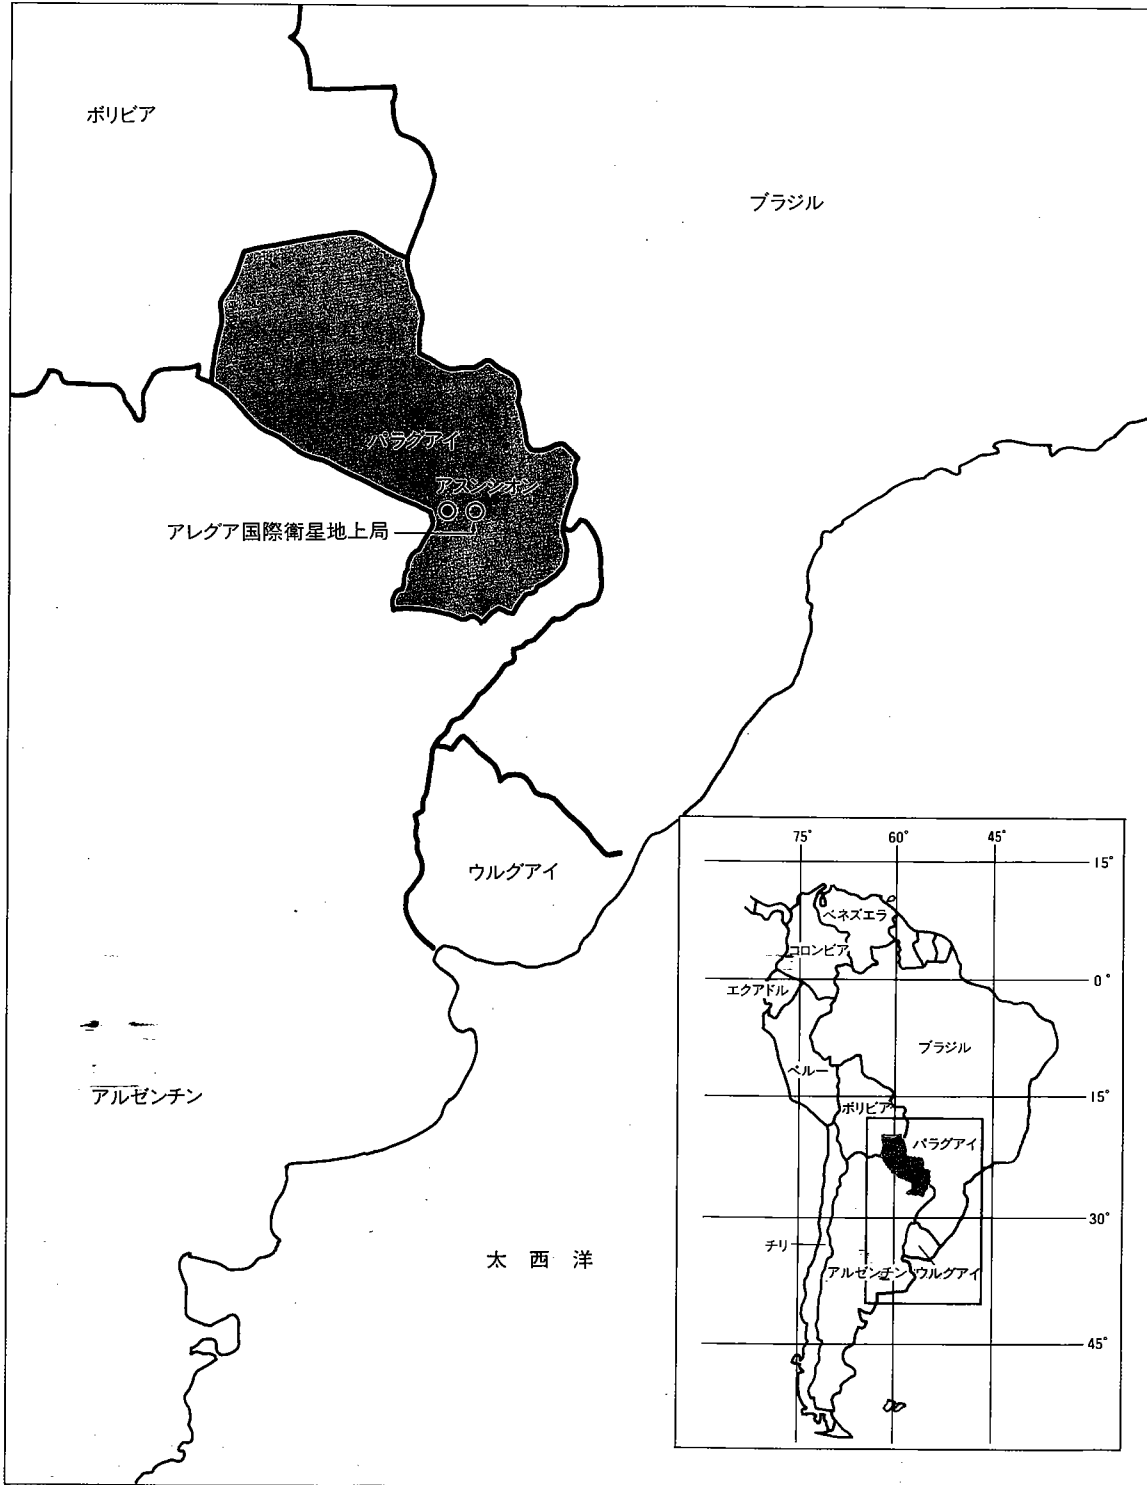 ボリビア
ブラジル
パラグアイ
アスンシオン
アレグア国際衛星地上局
ウルグアイ
アルゼンチン
太西洋
75° 60° 45°
15°
ベネズエラ
コロンビア
0°
エクアドル
ブラジル
ペルー
15°
ボリビア
パラグアイ
30°
チリ
アルゼンチン
ウルグアイ
45°